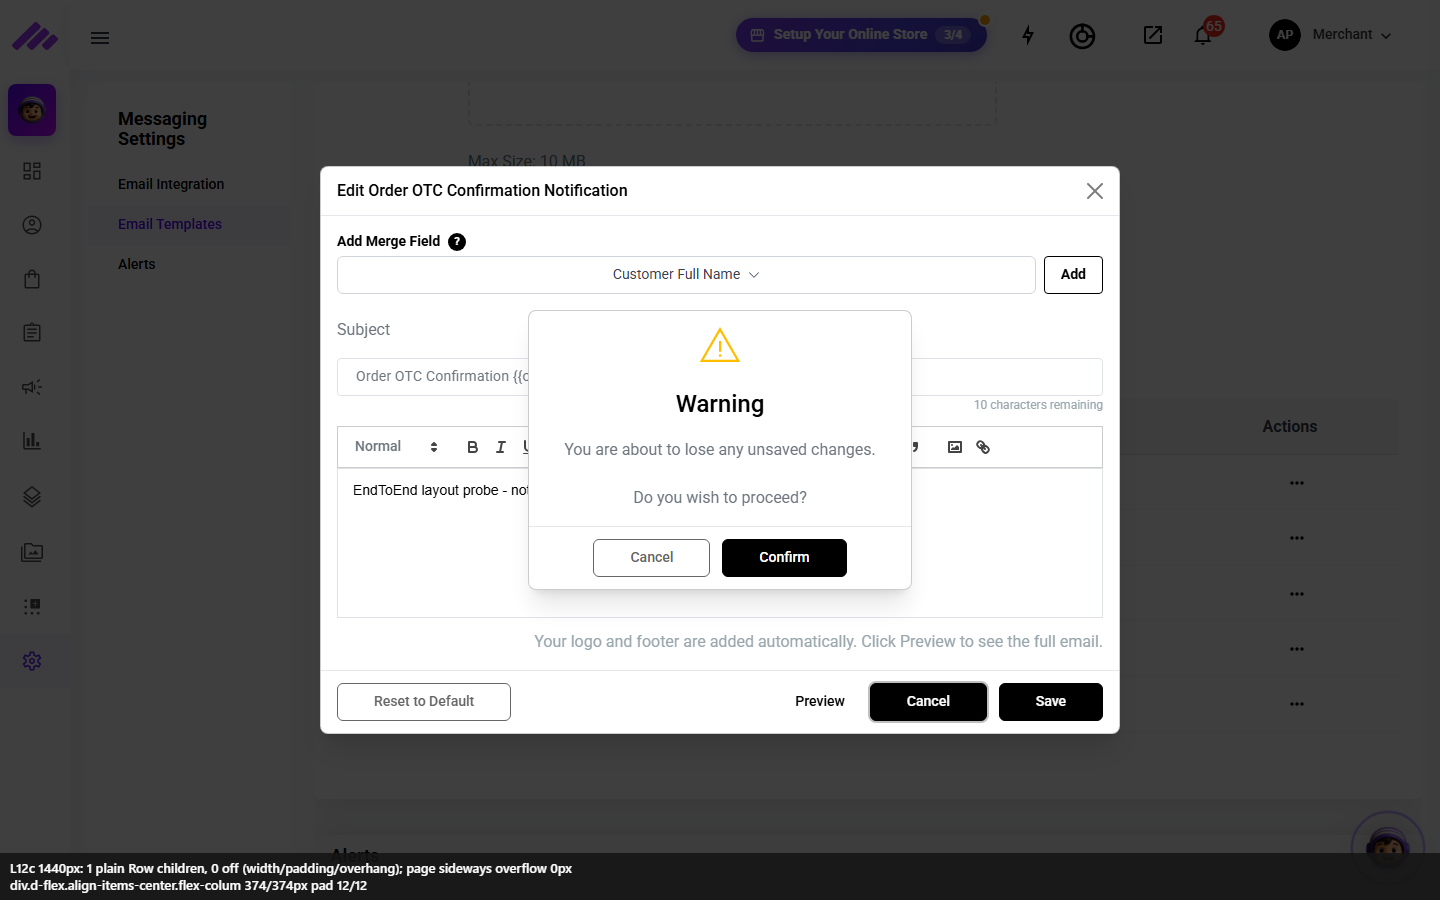 Setup Your Online Store 3/4
65
AP Merchant
Messaging
Settings
Email Integration
Email Templates
Alerts
Max Size: 10 MB
Edit Order OTC Confirmation Notification
Add Merge Field ?
Customer Full Name
Add
Subject
Order OTC Confirmation {{c
10 characters remaining
Normal B I U
EndToEnd layout probe - not
Warning
You are about to lose any unsaved changes.
Do you wish to proceed?
Cancel Confirm
Your logo and footer are added automatically. Click Preview to see the full email.
Reset to Default Preview Cancel Save
Actions
Alerts
L12c 1440px: 1 plain Row children, 0 off (width/padding/overhang); page sideways overflow 0px
div.d-flex.align-items-center.flex-colum 374/374px pad 12/12